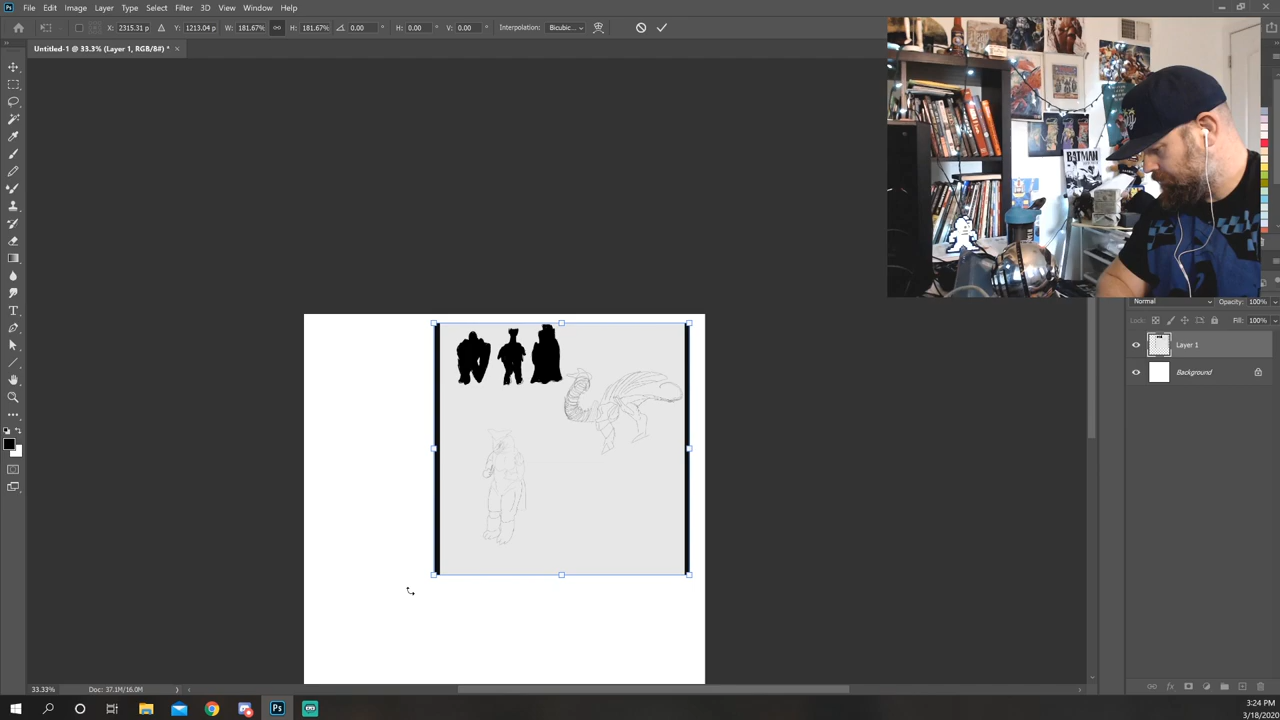 Ps File Edit Image Layer Type Select Filter 3D View Window Help
X: 2315.31 p Y: 1213.04 p W: 181.67% H: 181.67% 0.00 ° H: 0.00 ° V: 0.00 ° Interpolation: Bicubic...
Untitled-1 @ 33.3% (Layer 1, RGB/8#) * ×
BATMAN
Normal Opacity: 100%
Lock: Fill: 100%
Layer 1
Background
33.33% Doc: 37.1M/16.0M
Ps
3:24 PM
3/18/2020